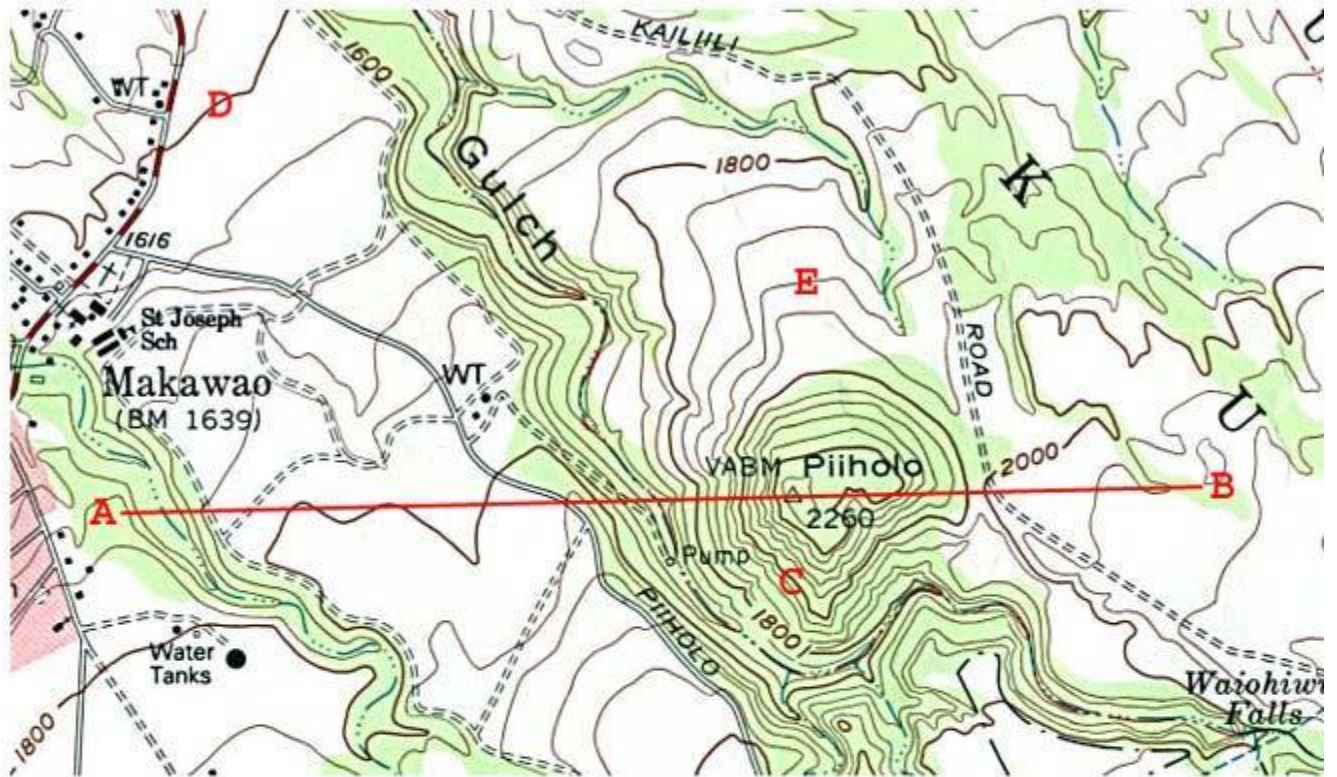 KAILIILI
1600
WT
D
Gulch
1800
K
1616
E
St Joseph
Sch
ROAD
Makawao
(BM 1639)
WT
U
VABM Piiholo
2000
A
B
2260
Pump
C
PIIHOLO
1800
Water
Tanks
Falls
1800